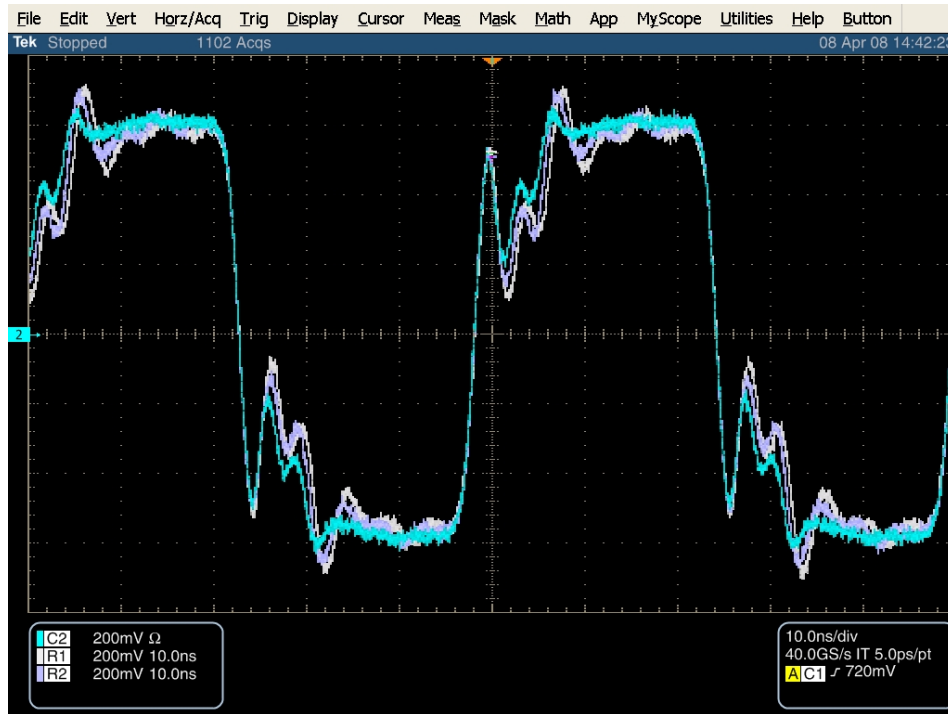 File Edit Vert Horz/Acq Trig Display Cursor Meas Mask Math App MyScope Utilities Help Button
Tek Stopped 1102 Acqs 08 Apr 08 14:42:23
2
C2 200mV Ω
R1 200mV 10.0ns
R2 200mV 10.0ns
10.0ns/div
40.0GS/s IT 5.0ps/pt
A C1 720mV